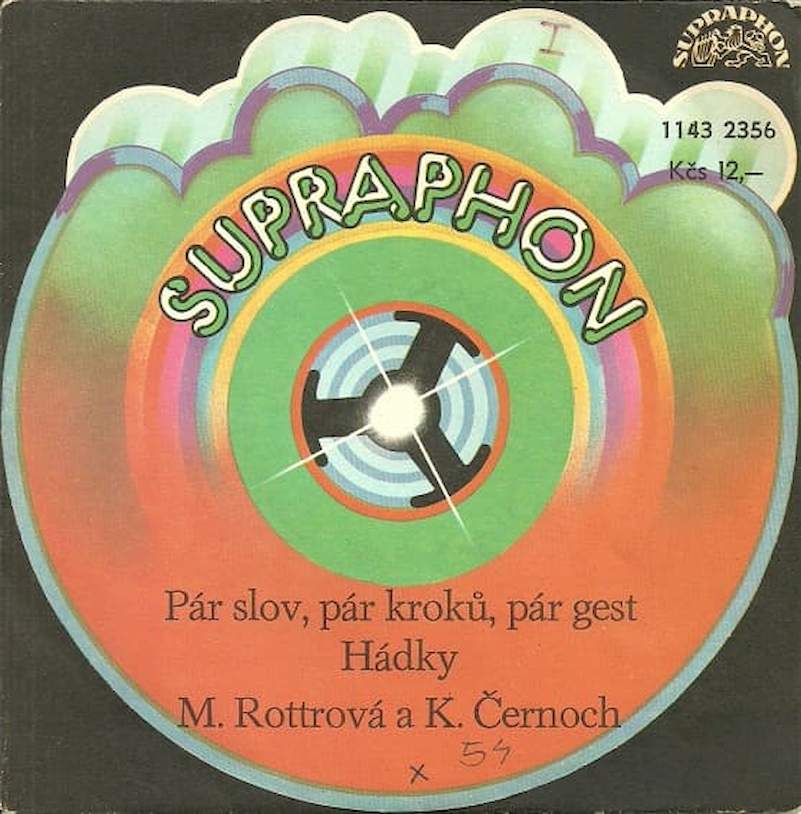 SUPRAPHON
I
1143 2356
Kčs 12,—
SUPRAPHON
Pár slov, pár kroků, pár gest
Hádky
M. Rottrová a K. Černoch
54
x